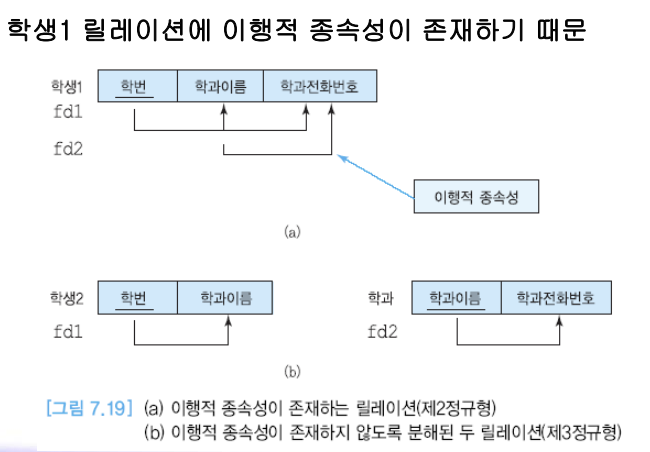 학생1 릴레이션에 이행적 종속성이 존재하기 때문
학생1 학번 학과이름 학과전화번호
fd1
fd2
이행적 종속성
(a)
학생2 학번 학과이름 학과 학과이름 학과전화번호
fd1 fd2
(b)
[그림 7.19] (a) 이행적 종속성이 존재하는 릴레이션(제2정규형)
(b) 이행적 종속성이 존재하지 않도록 분해된 두 릴레이션(제3정규형)